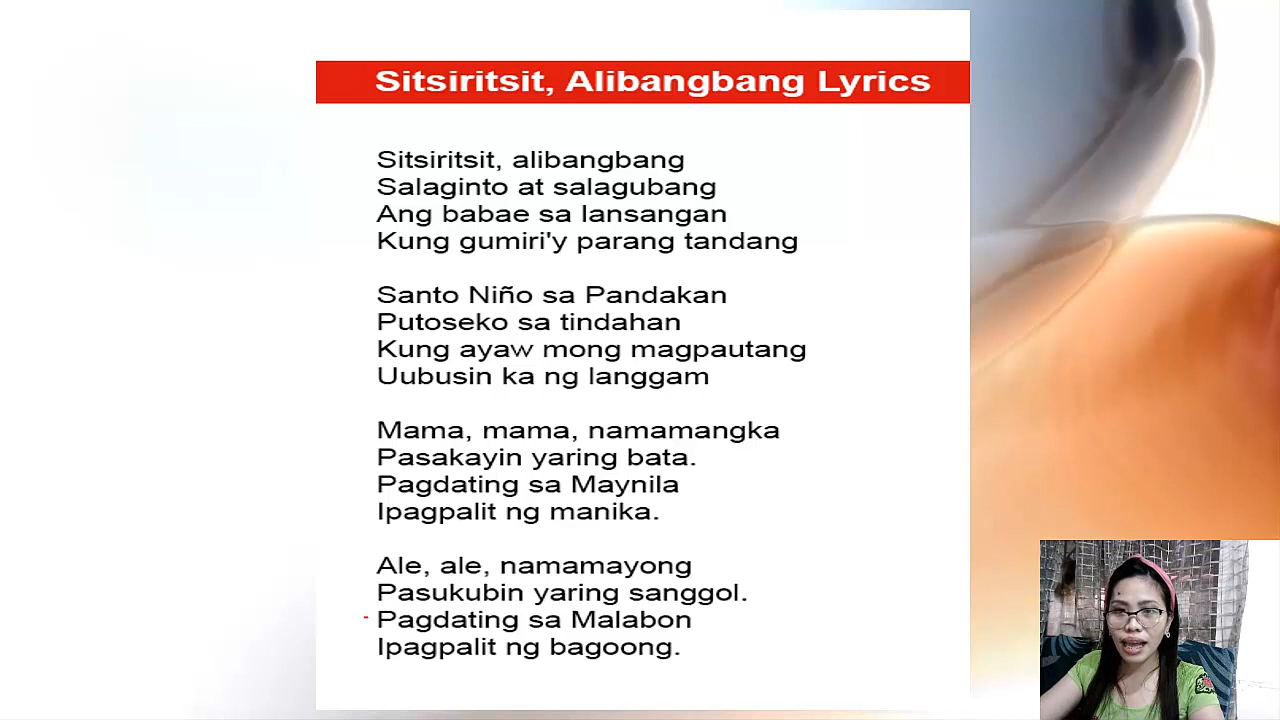 Sitsiritsit, Alibangbang Lyrics
Sitsiritsit, alibangbang
Salaginto at salagubang
Ang babae sa lansangan
Kung gumiri'y parang tandang
Santo Niño sa Pandakan
Putoseko sa tindahan
Kung ayaw mong magpautang
Uubusin ka ng langgam
Mama, mama, namamangka
Pasakayin yaring bata.
Pagdating sa Maynila
Ipagpalit ng manika.
Ale, ale, namamayong
Pasukubin yaring sanggol.
Pagdating sa Malabon
Ipagpalit ng bagoong.